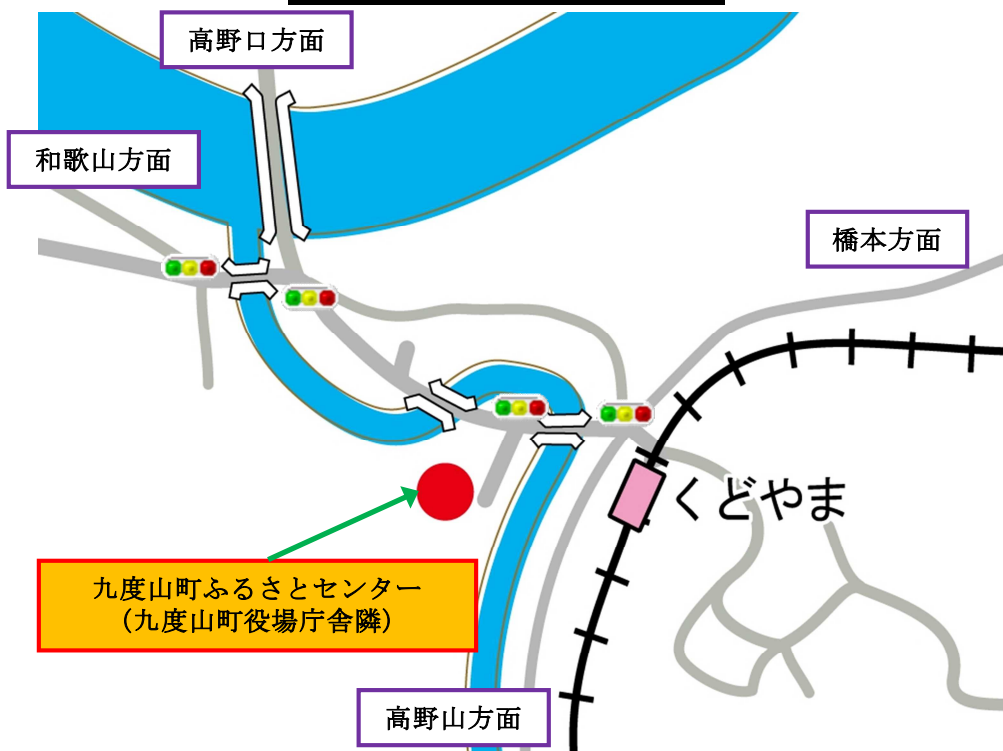 高野口方面
和歌山方面
橋本方面
くどやま
九度山町ふるさとセンター
（九度山町役場庁舎隣）
高野山方面